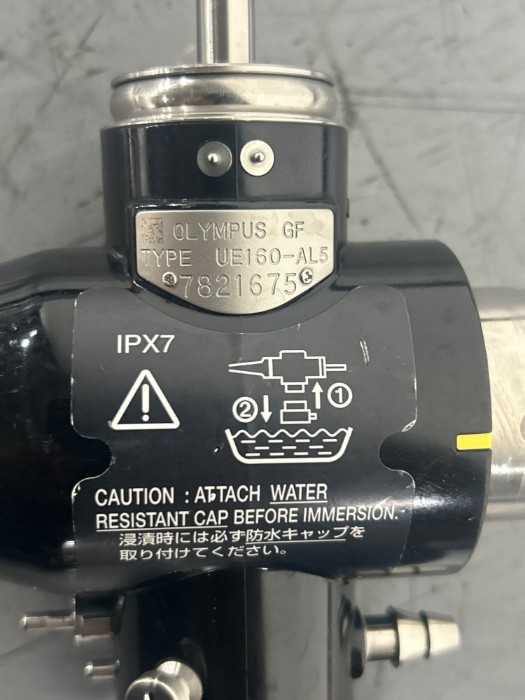 OLYMPUS GF
TYPE UE160-AL5
7821675
IPX7
①
②
CAUTION : ATTACH WATER
RESISTANT CAP BEFORE IMMERSION.
浸漬時には必ず防水キャップを
取り付けてください。